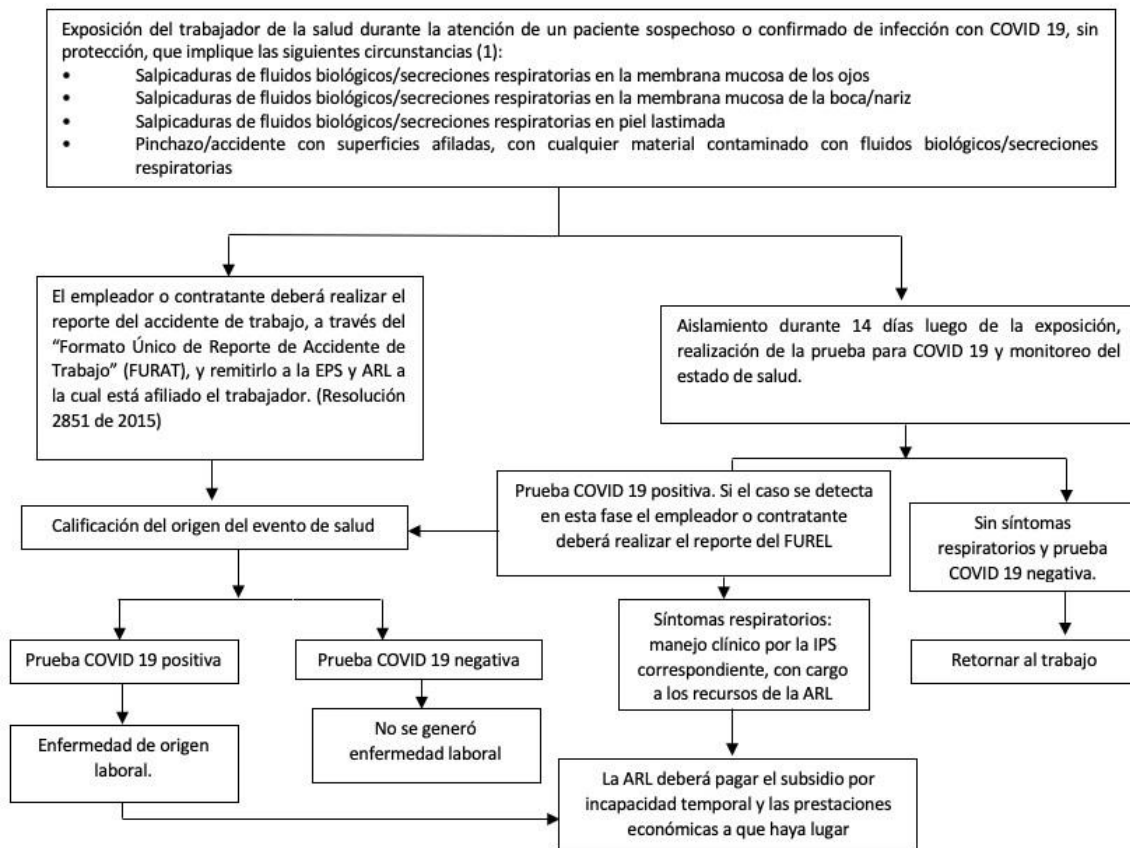 Exposición del trabajador de la salud durante la atención de un paciente sospechoso o confirmado de infección con COVID 19, sin
protección, que implique las siguientes circunstancias (1):
• Salpicaduras de fluidos biológicos/secreciones respiratorias en la membrana mucosa de los ojos
• Salpicaduras de fluidos biológicos/secreciones respiratorias en la membrana mucosa de la boca/nariz
• Salpicaduras de fluidos biológicos/secreciones respiratorias en piel lastimada
• Pinchazo/accidente con superficies afiladas, con cualquier material contaminado con fluidos biológicos/secreciones
respiratorias
El empleador o contratante deberá realizar el
reporte del accidente de trabajo, a través del
“Formato Único de Reporte de Accidente de
Trabajo” (FURAT), y remitirlo a la EPS y ARL a
la cual está afiliado el trabajador. (Resolución
2851 de 2015)
Aislamiento durante 14 días luego de la exposición,
realización de la prueba para COVID 19 y monitoreo del
estado de salud.
Calificación del origen del evento de salud
Prueba COVID 19 positiva. Si el caso se detecta
en esta fase el empleador o contratante
deberá realizar el reporte del FUREL
Sin síntomas
respiratorios y prueba
COVID 19 negativa.
Prueba COVID 19 positiva
Prueba COVID 19 negativa
Síntomas respiratorios:
manejo clínico por la IPS
correspondiente, con cargo
a los recursos de la ARL
Retornar al trabajo
Enfermedad de origen
laboral.
No se generó
enfermedad laboral
La ARL deberá pagar el subsidio por
incapacidad temporal y las prestaciones
económicas a que haya lugar